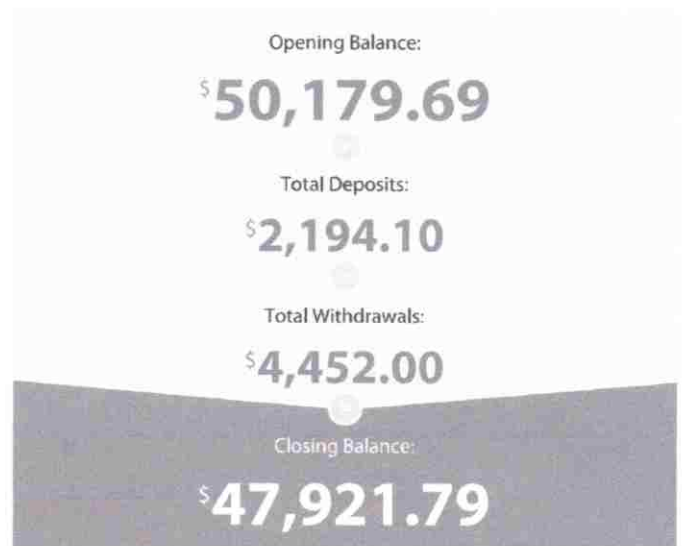 Opening Balance:
$50,179.69
Total Deposits:
$2,194.10
Total Withdrawals:
$4,452.00
Closing Balance:
$47,921.79